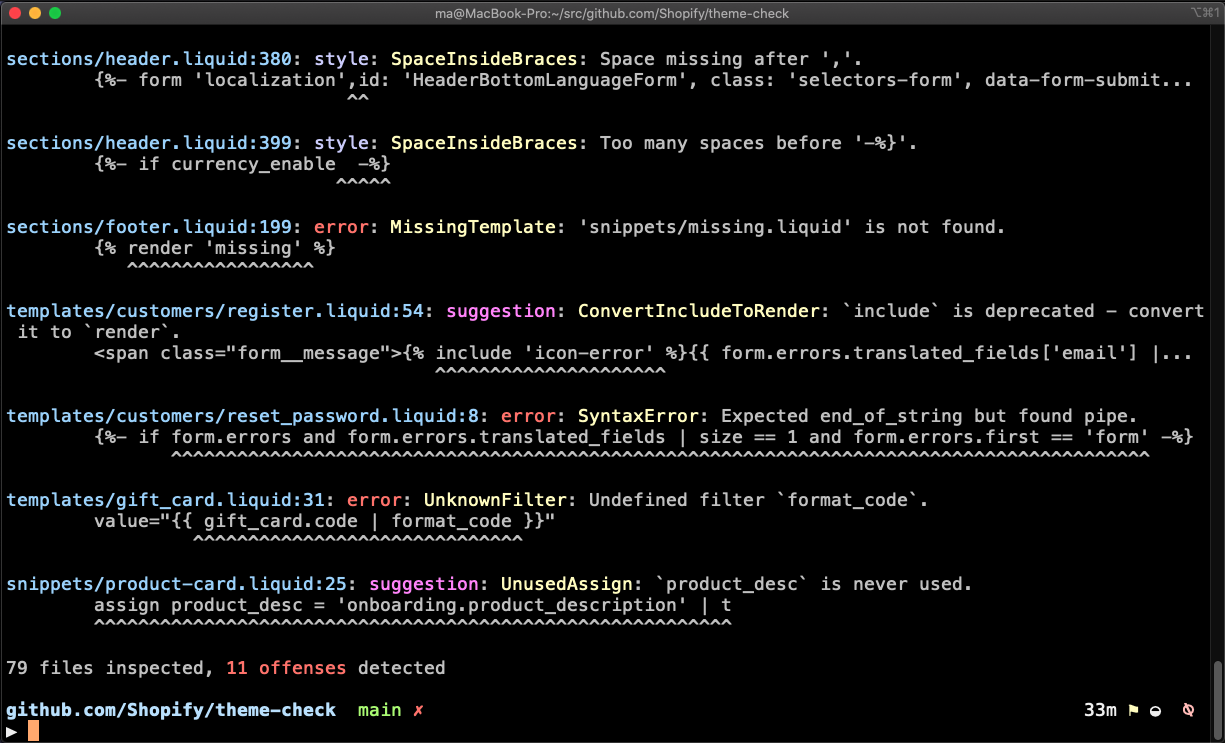 ma@MacBook-Pro:~/src/github.com/Shopify/theme-check
⌥⌘1
sections/header.liquid:380: style: SpaceInsideBraces: Space missing after ','.
{%- form 'localization',id: 'HeaderBottomLanguageForm', class: 'selectors-form', data-form-submit...
^^
sections/header.liquid:399: style: SpaceInsideBraces: Too many spaces before '-%}'.
{%- if currency_enable  -%}
^^^^^
sections/footer.liquid:199: error: MissingTemplate: 'snippets/missing.liquid' is not found.
{% render 'missing' %}
^^^^^^^^^^^^^^^^^
templates/customers/register.liquid:54: suggestion: ConvertIncludeToRender: `include` is deprecated - convert
it to `render`.
<span class="form__message">{% include 'icon-error' %}{{ form.errors.translated_fields['email'] |...
^^^^^^^^^^^^^^^^^^^^^
templates/customers/reset_password.liquid:8: error: SyntaxError: Expected end_of_string but found pipe.
{%- if form.errors and form.errors.translated_fields | size == 1 and form.errors.first == 'form' -%}
^^^^^^^^^^^^^^^^^^^^^^^^^^^^^^^^^^^^^^^^^^^^^^^^^^^^^^^^^^^^^^^^^^^^^^^^^^^^^^^^^^^^^^^^^
templates/gift_card.liquid:31: error: UnknownFilter: Undefined filter `format_code`.
value="{{ gift_card.code | format_code }}"
^^^^^^^^^^^^^^^^^^^^^^^^^^^^^^
snippets/product-card.liquid:25: suggestion: UnusedAssign: `product_desc` is never used.
assign product_desc = 'onboarding.product_description' | t
^^^^^^^^^^^^^^^^^^^^^^^^^^^^^^^^^^^^^^^^^^^^^^^^^^^^^^^^^^
79 files inspected, 11 offenses detected
github.com/Shopify/theme-check main ✗
33m